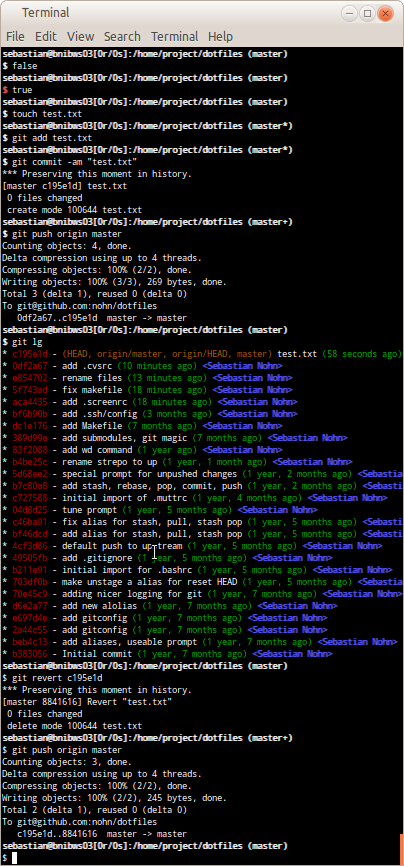 Terminal
File Edit View Search Terminal Help
sebastian@bnibws03[0r/0s]:/home/project/dotfiles (master)
$ false
sebastian@bnibws03[0r/0s]:/home/project/dotfiles (master)
$ true
sebastian@bnibws03[0r/0s]:/home/project/dotfiles (master)
$ touch test.txt
sebastian@bnibws03[0r/0s]:/home/project/dotfiles (master*)
$ git add test.txt
sebastian@bnibws03[0r/0s]:/home/project/dotfiles (master*)
$ git commit -am "test.txt"
*** Preserving this moment in history.
[master c195e1d] test.txt
 0 files changed
 create mode 100644 test.txt
sebastian@bnibws03[0r/0s]:/home/project/dotfiles (master+)
$ git push origin master
Counting objects: 4, done.
Delta compression using up to 4 threads.
Compressing objects: 100% (2/2), done.
Writing objects: 100% (3/3), 269 bytes, done.
Total 3 (delta 1), reused 0 (delta 0)
To git@github.com:nohn/dotfiles
   0df2a67..c195e1d  master -> master
sebastian@bnibws03[0r/0s]:/home/project/dotfiles (master)
$ git lg
* c195e1d - (HEAD, origin/master, origin/HEAD, master) test.txt (58 seconds ago)
* 0df2a67 - add .cvsrc (10 minutes ago) <Sebastian Nohn>
* e854702 - rename files (13 minutes ago) <Sebastian Nohn>
* 5f743ad - fix makefile (18 minutes ago) <Sebastian Nohn>
* aca4435 - add .screenrc (18 minutes ago) <Sebastian Nohn>
* bf6b90b - add .ssh/config (3 months ago) <Sebastian Nohn>
* dc1e176 - add Makefile (7 months ago) <Sebastian Nohn>
* 389d99a - add submodules, git magic (7 months ago) <Sebastian Nohn>
* 83f2088 - add wd command (1 year ago) <Sebastian Nohn>
* b4be25c - rename strepo to up (1 year, 1 month ago) <Sebastian Nohn>
* 5d68ee2 - special prompt for unpushed changes (1 year, 2 months ago) <Sebastia
* b7c80a8 - add stash, rebase, pop, commit, push (1 year, 2 months ago) <Sebasti
* c727588 - initial import of .muttrc (1 year, 4 months ago) <Sebastian Nohn>
* 04d8d25 - tune prompt (1 year, 5 months ago) <Sebastian Nohn>
* c46ba91 - fix alias for stash, pull, stash pop (1 year, 5 months ago) <Sebasti
* bf46dcd - add alias for stash, pull, stash pop (1 year, 5 months ago) <Sebasti
* 4cf3d86 - default push to up-tream (1 year, 5 months ago) <Sebastian Nohn>
* 49505fb - add .gitignore (1 year, 5 months ago) <Sebastian Nohn>
* b211e91 - initial import for .bashrc (1 year, 5 months ago) <Sebastian Nohn>
* 703df0b - make unstage a alias for reset HEAD (1 year, 5 months ago) <Sebastia
* 70e45c9 - adding nicer logging for git (1 year, 7 months ago) <Sebastian Nohn>
* d6e2a77 - add new alolias (1 year, 7 months ago) <Sebastian Nohn>
* e697d4e - add gitconfig (1 year, 7 months ago) <Sebastian Nohn>
* 2a44c55 - add gitconfig (1 year, 7 months ago) <Sebastian Nohn>
* beb4c15 - add aliases, useable prompt (1 year, 7 months ago) <Sebastian Nohn>
* b383056 - Initial commit (1 year, 7 months ago) <Sebastian Nohn>
sebastian@bnibws03[0r/0s]:/home/project/dotfiles (master)
$ git revert c195e1d
*** Preserving this moment in history.
[master 8841616] Revert "test.txt"
 0 files changed
 delete mode 100644 test.txt
sebastian@bnibws03[0r/0s]:/home/project/dotfiles (master+)
$ git push origin master
Counting objects: 3, done.
Delta compression using up to 4 threads.
Compressing objects: 100% (2/2), done.
Writing objects: 100% (2/2), 245 bytes, done.
Total 2 (delta 1), reused 0 (delta 0)
To git@github.com:nohn/dotfiles
   c195e1d..8841616  master -> master
sebastian@bnibws03[0r/0s]:/home/project/dotfiles (master)
$